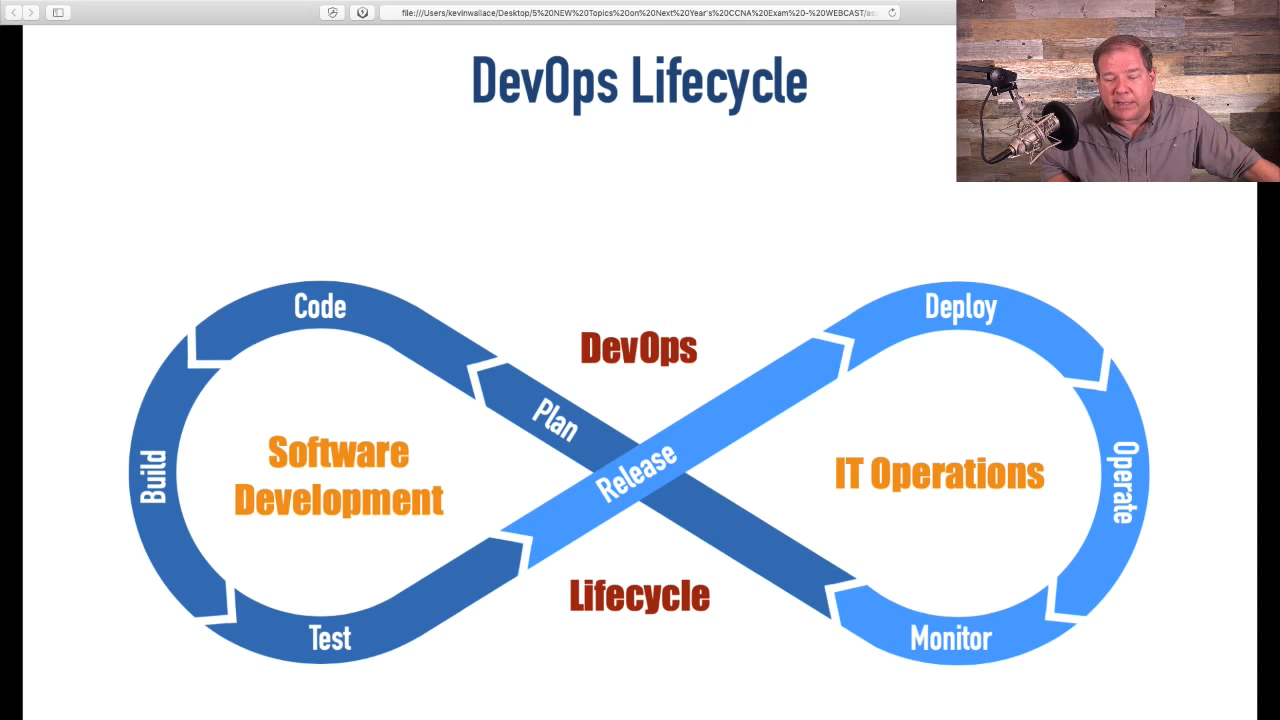 file:///Users/kevinwallace/Desktop/5%20NEW%20Topics%20on%20Next%20Year's%20CCNA%20Exam%20-%20WEBCAST/as
DevOps Lifecycle
Code
Deploy
DevOps
Plan
Release
Build
Software
Development
IT Operations
Operate
Lifecycle
Test
Monitor